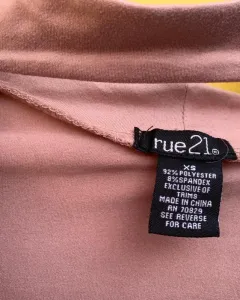 rue21®
XS
92% POLYESTER
8% SPANDEX
EXCLUSIVE OF
TRIMS
MADE IN CHINA
RN 70829
SEE REVERSE
FOR CARE